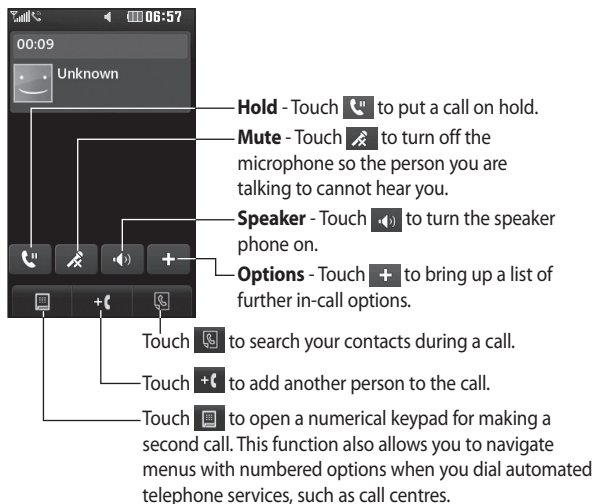 06:57
00:09
Unknown
Hold - Touch to put a call on hold.
Mute - Touch to turn off the
microphone so the person you are
talking to cannot hear you.
Speaker - Touch to turn the speaker
phone on.
Options - Touch + to bring up a list of
further in-call options.
Touch to search your contacts during a call.
Touch to add another person to the call.
Touch to open a numerical keypad for making a
second call. This function also allows you to navigate
menus with numbered options when you dial automated
telephone services, such as call centres.